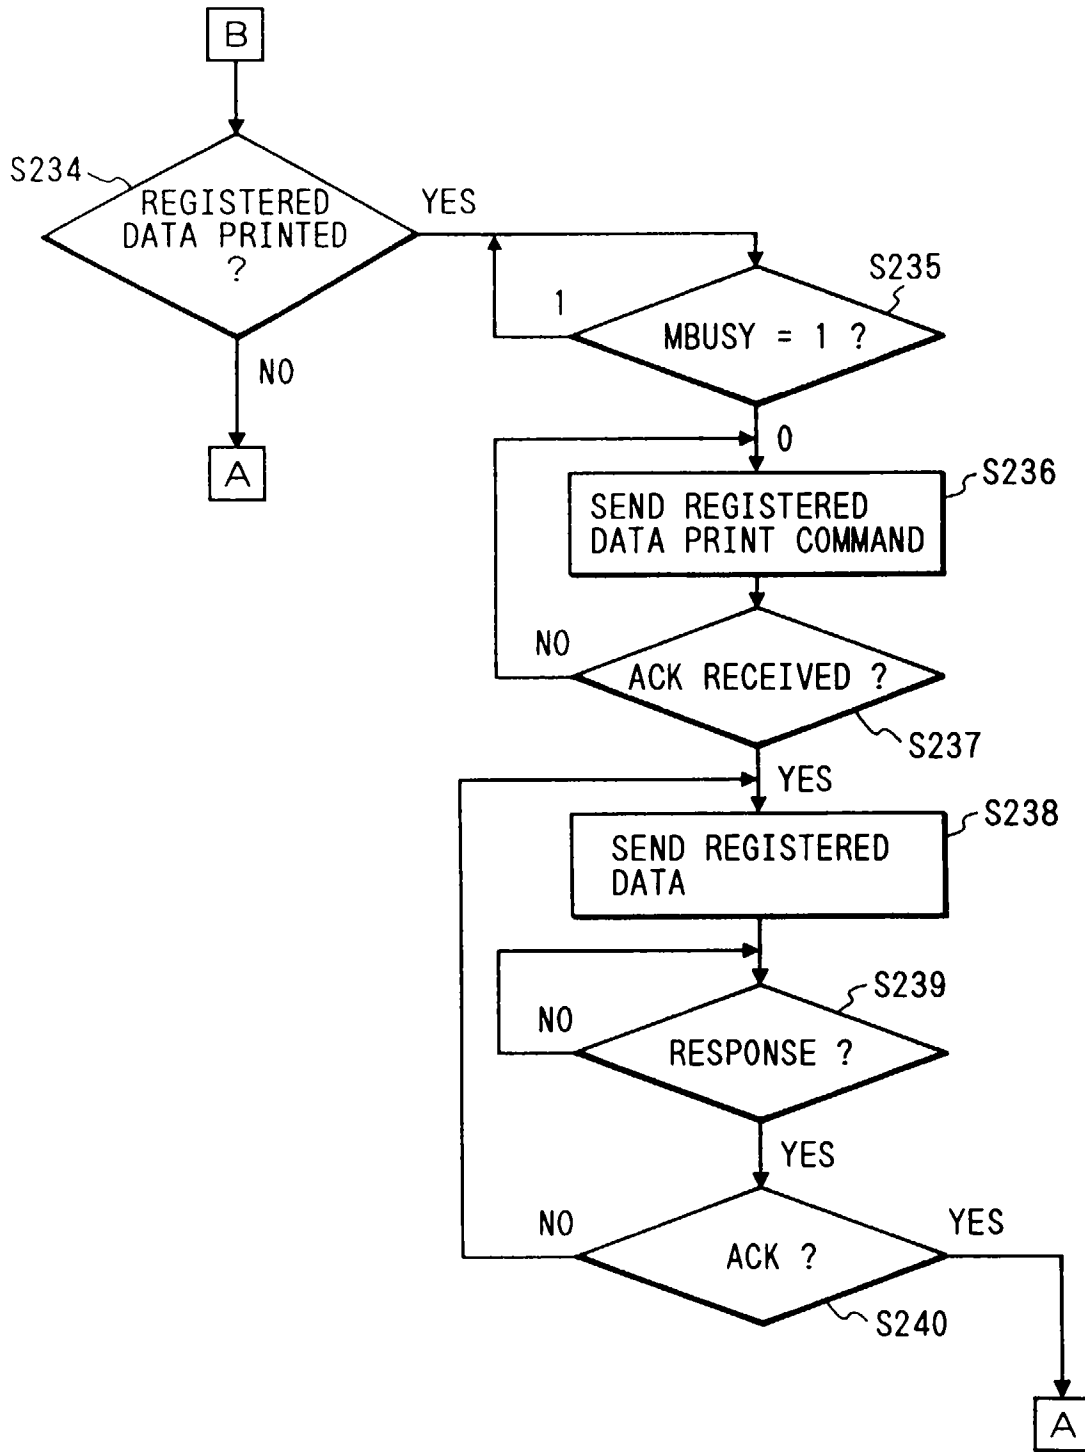 B
S234
REGISTERED
DATA PRINTED
?
YES
NO
A
S235
1
MBUSY = 1 ?
0
S236
SEND REGISTERED
DATA PRINT COMMAND
NO
ACK RECEIVED ?
S237
YES
S238
SEND REGISTERED
DATA
S239
NO
RESPONSE ?
YES
NO
YES
ACK ?
S240
A